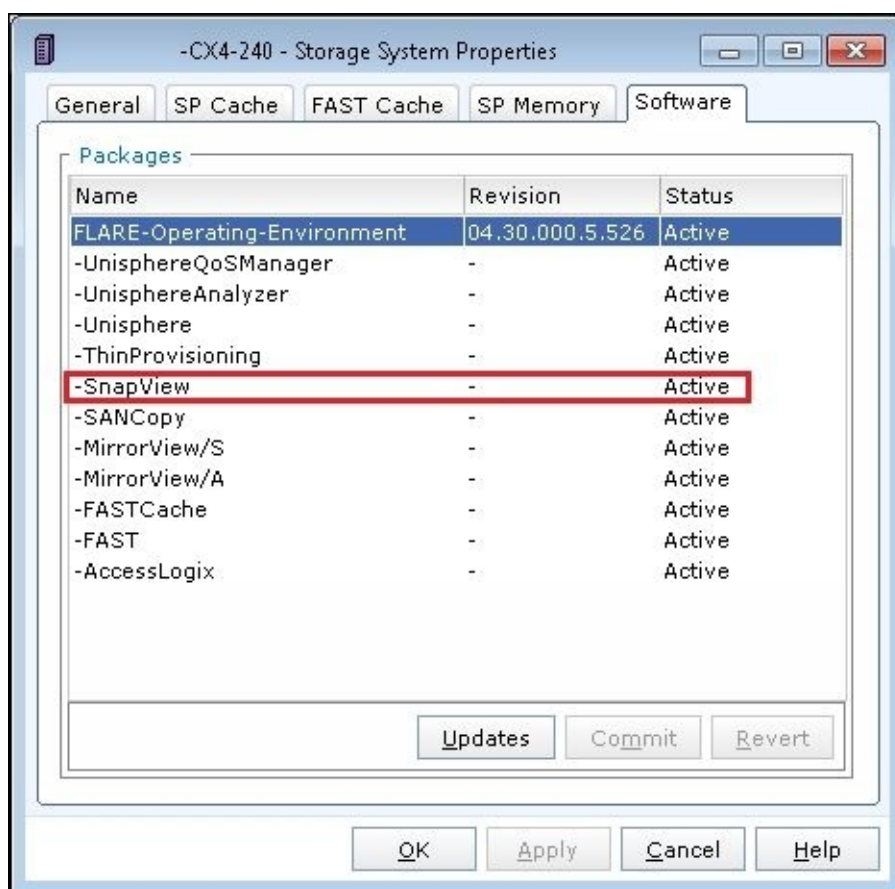 -CX4-240 - Storage System Properties
General SP Cache FAST Cache SP Memory Software
Packages
Name Revision Status
FLARE-Operating-Environment 04.30.000.5.526 Active
-UnisphereQoSManager - Active
-UnisphereAnalyzer - Active
-Unisphere - Active
-ThinProvisioning - Active
-SnapView - Active
-SANCopy - Active
-MirrorView/S - Active
-MirrorView/A - Active
-FASTCache - Active
-FAST - Active
-AccessLogix - Active
Updates Commit Revert
OK Apply Cancel Help